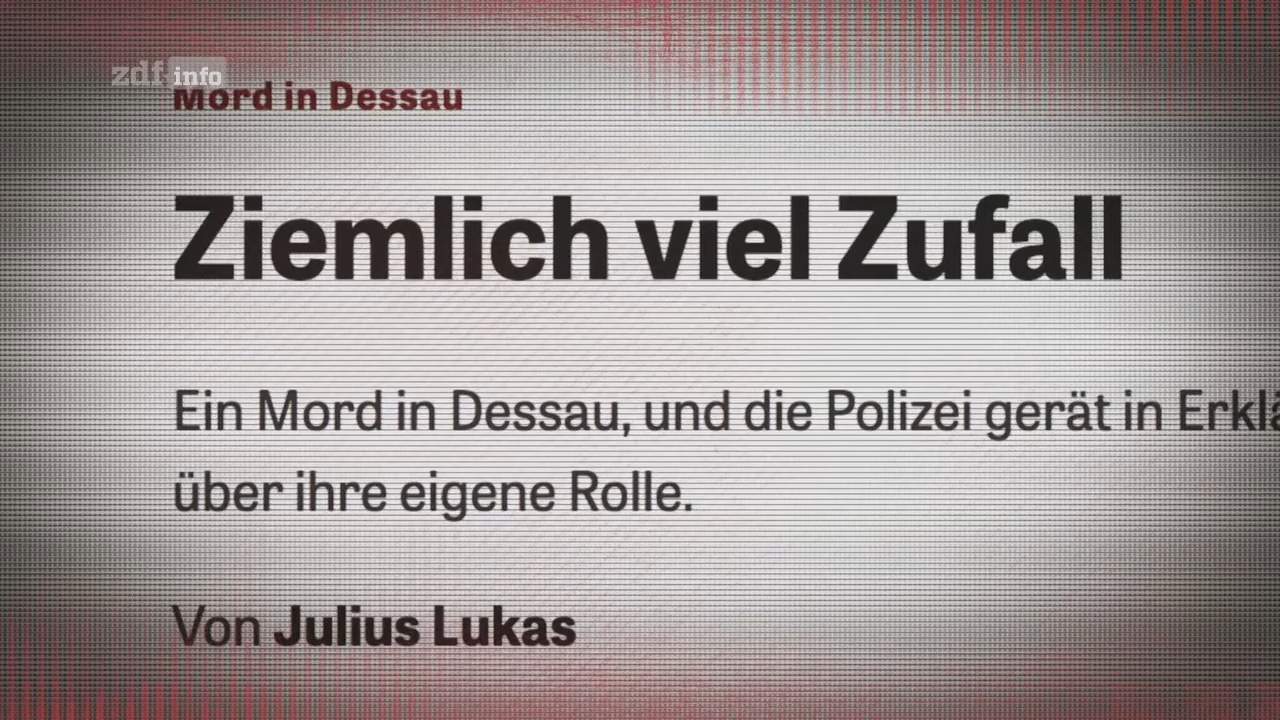 zdf info
Mord in Dessau
Ziemlich viel Zufall
Ein Mord in Dessau, und die Polizei gerät in
über ihre eigene Rolle.
Von Julius Lukas